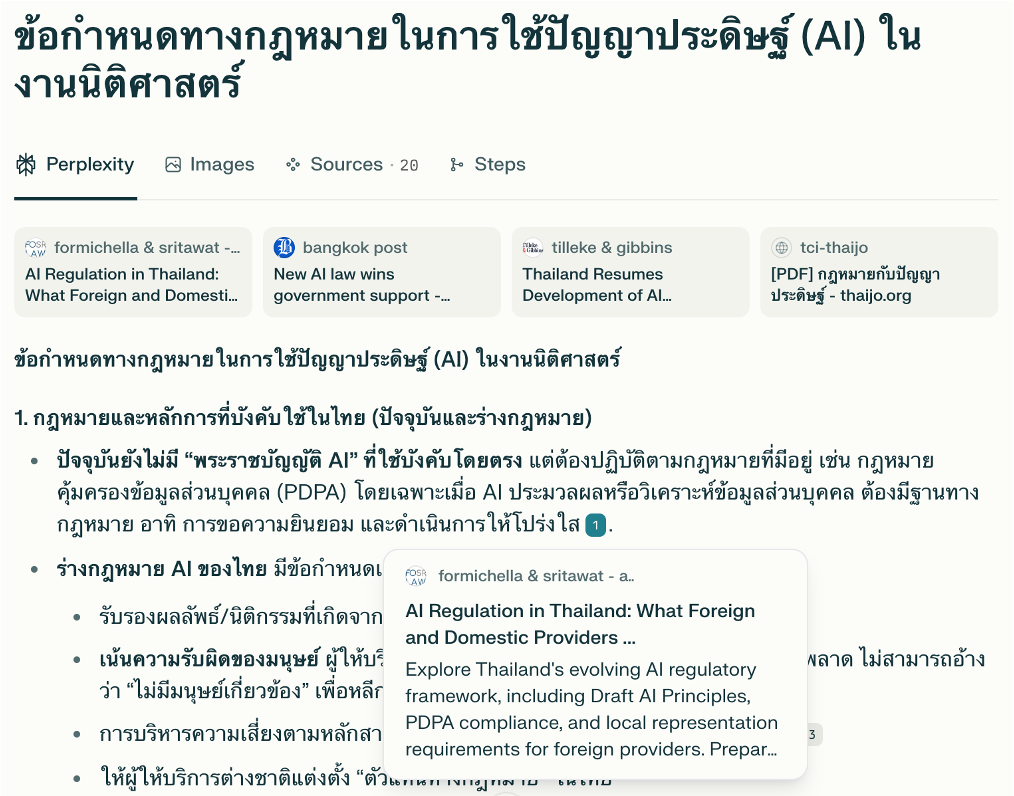 ข้อกำหนดทางกฎหมายในการใช้ปัญญาประดิษฐ์ (AI) ใน
งานนิติศาสตร์
Perplexity Images Sources · 20 Steps
formichella & sritawat -...
AI Regulation in Thailand:
What Foreign and Domesti...
bangkok post
New AI law wins
government support -...
tilleke & gibbins
Thailand Resumes
Development of AI...
tci-thaijo
[PDF] กฎหมายกับปัญญา
ประดิษฐ์ - thaijo.org
ข้อกำหนดทางกฎหมายในการใช้ปัญญาประดิษฐ์ (AI) ในงานนิติศาสตร์
1. กฎหมายและหลักการที่บังคับใช้ในไทย (ปัจจุบันและร่างกฎหมาย)
ปัจจุบันยังไม่มี “พระราชบัญญัติ AI” ที่ใช้บังคับโดยตรง แต่ต้องปฏิบัติตามกฎหมายที่มีอยู่ เช่น กฎหมาย
คุ้มครองข้อมูลส่วนบุคคล (PDPA) โดยเฉพาะเมื่อ AI ประมวลผลหรือวิเคราะห์ข้อมูลส่วนบุคคล ต้องมีฐานทาง
กฎหมาย อาทิ การขอความยินยอม และดำเนินการให้โปร่งใส 1.
ร่างกฎหมาย AI ของไทย มีข้อกำหนด
รับรองผลลัพธ์/นิติกรรมที่เกิดจาก
เน้นความรับผิดของมนุษย์ ผู้ให้บริ พลาด ไม่สามารถอ้าง
ว่า “ไม่มีมนุษย์เกี่ยวข้อง” เพื่อหลีก
การบริหารความเสี่ยงตามหลักสา 3
ให้ผู้ให้บริการต่างชาติแต่งตั้ง “ตัวแทนทางกฎหมาย” ในไทย
formichella & sritawat - a..
AI Regulation in Thailand: What Foreign
and Domestic Providers ...
Explore Thailand's evolving AI regulatory
framework, including Draft AI Principles,
PDPA compliance, and local representation
requirements for foreign providers. Prepar...